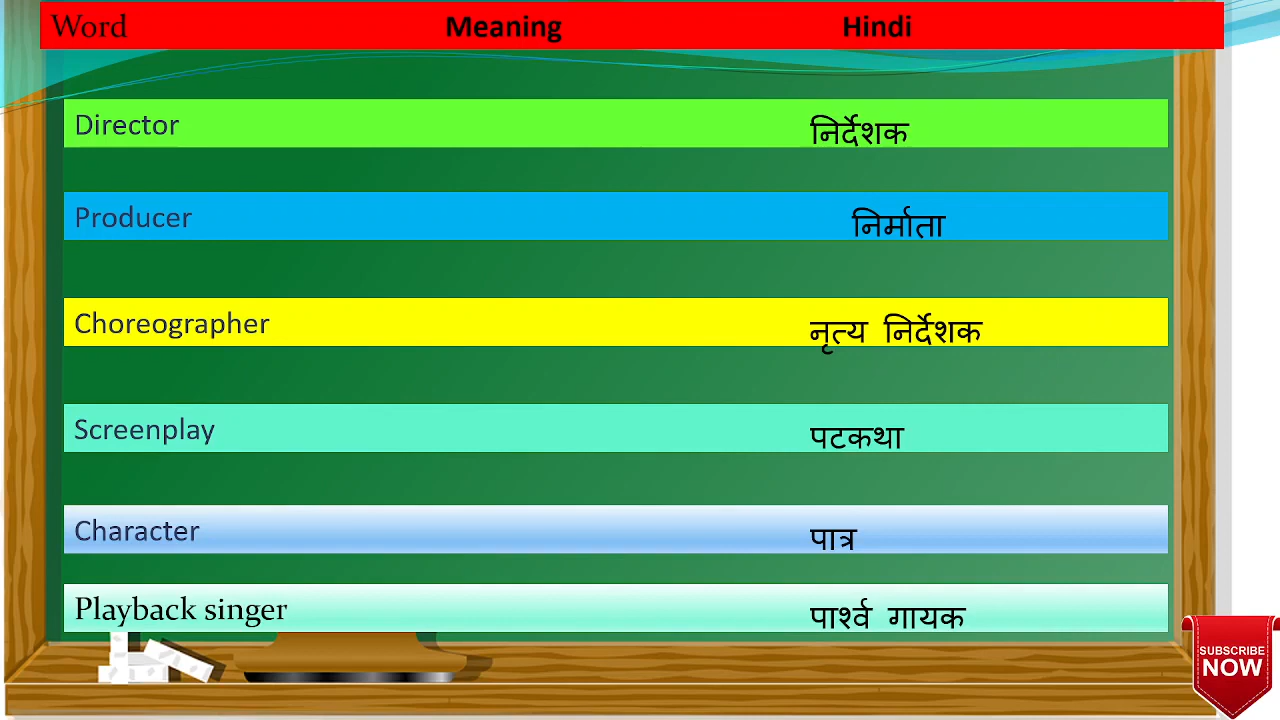 Word Meaning Hindi
Director निर्देशक
Producer निर्माता
Choreographer नृत्य निर्देशक
Screenplay पटकथा
Character पात्र
Playback singer पार्श्व गायक
SUBSCRIBE
NOW